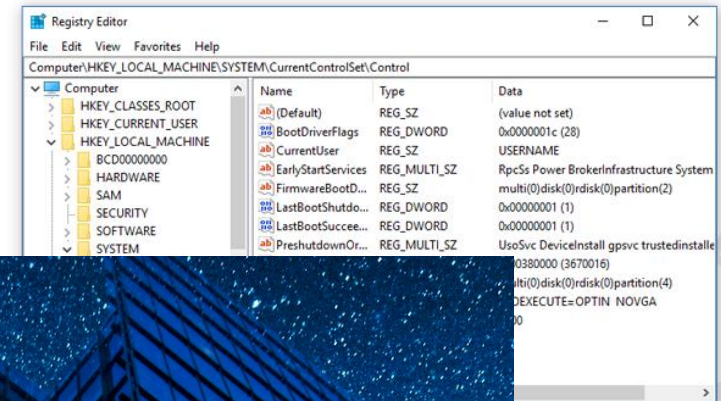 Registry Editor
File Edit View Favorites Help
Computer\HKEY_LOCAL_MACHINE\SYSTEM\CurrentControlSet\Control
Computer
HKEY_CLASSES_ROOT
HKEY_CURRENT_USER
HKEY_LOCAL_MACHINE
BCD00000000
HARDWARE
SAM
SECURITY
SOFTWARE
SYSTEM
Name Type Data
(Default) REG_SZ (value not set)
BootDriverFlags REG_DWORD 0x0000001c (28)
CurrentUser REG_SZ USERNAME
EarlyStartServices REG_MULTI_SZ RpcSs Power BrokerInfrastructure System
FirmwareBootD... REG_SZ multi(0)disk(0)rdisk(0)partition(2)
LastBootShutdo... REG_DWORD 0x00000001 (1)
LastBootSuccee... REG_DWORD 0x00000001 (1)
PreshutdownOr... REG_MULTI_SZ UsoSvc DeviceInstall gpsvc trustedinstalle
(3670016)
(0)disk(0)rdisk(0)partition(4)
EXECUTE=OPTIN NOVGA